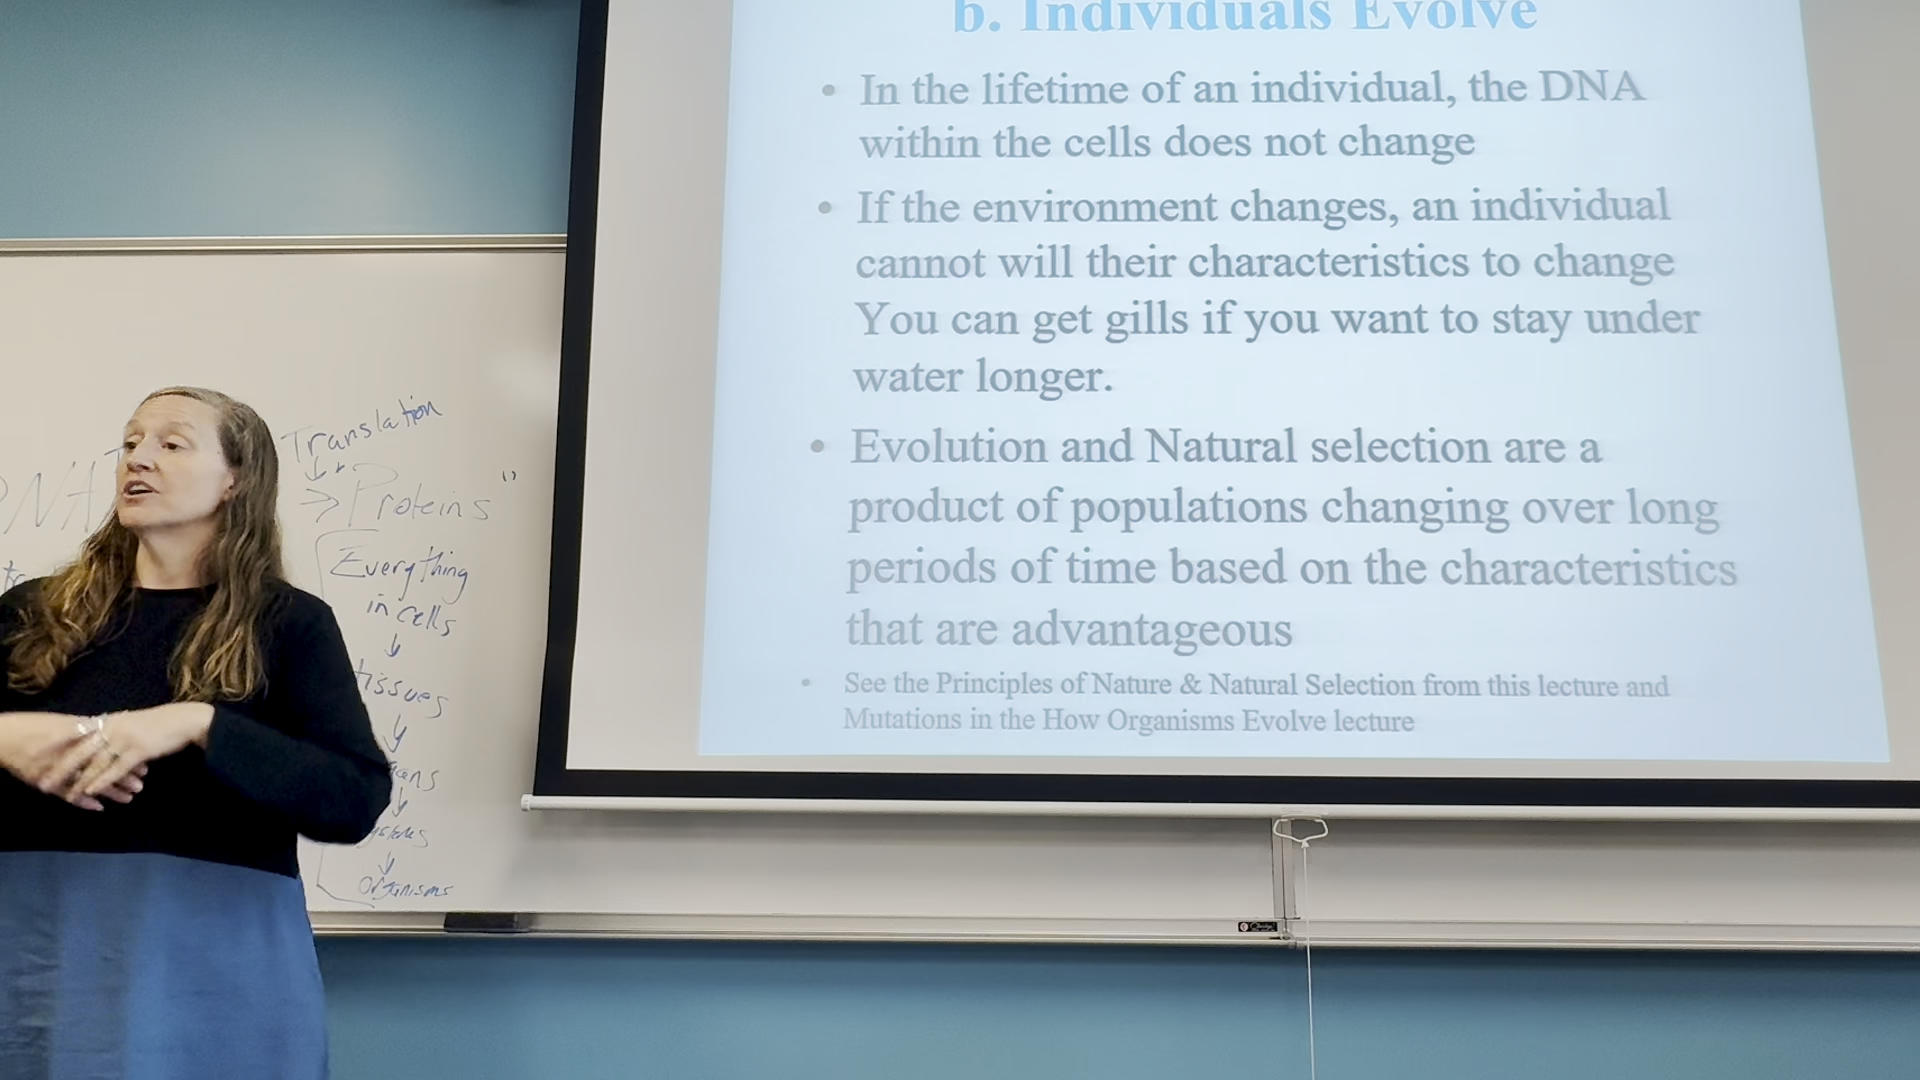 b. Individuals Evolve
• In the lifetime of an individual, the DNA
within the cells does not change
• If the environment changes, an individual
cannot will their characteristics to change
You can get gills if you want to stay under
water longer.
• Evolution and Natural selection are a
product of populations changing over long
periods of time based on the characteristics
that are advantageous
• See the Principles of Nature & Natural Selection from this lecture and
Mutations in the How Organisms Evolve lecture
Translation
DNA
→ Proteins "
Everything
in cells
↓
tissues
↓
↓
↓
organisms